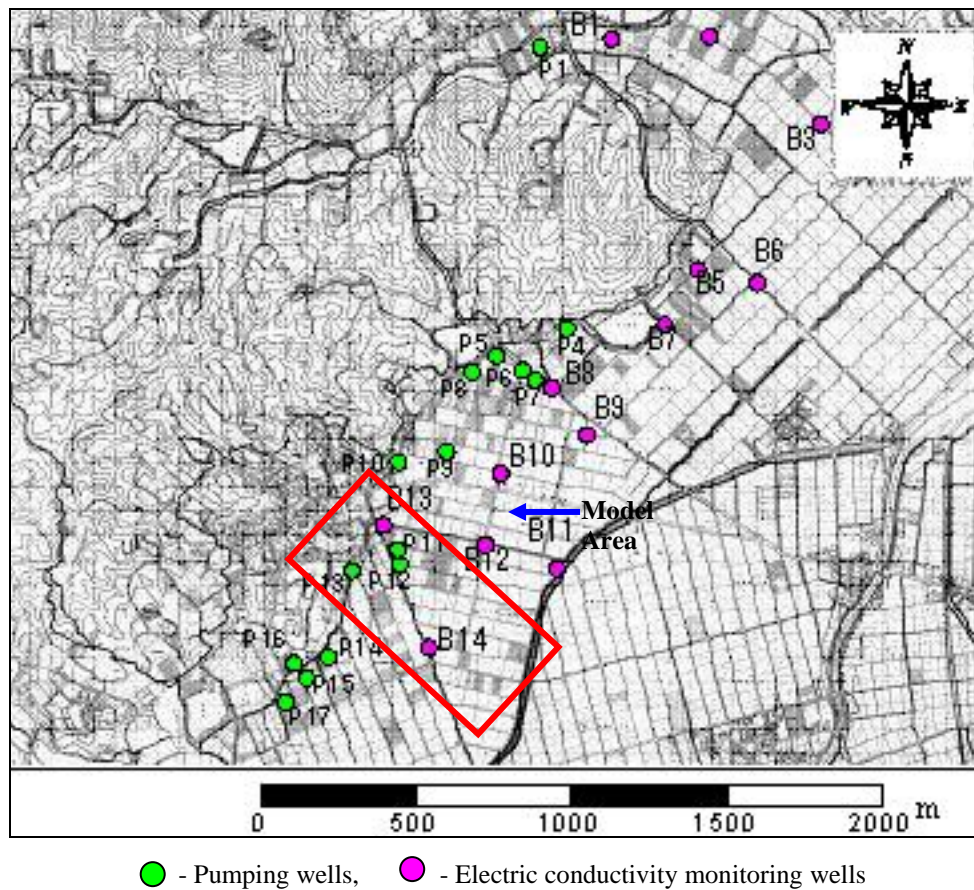 B1
P1
N
B3
B6
B5
B7
P4
P5
P8
P6
P7
B8
B9
P10
P9
B10
B13
B11
Model
Area
P11
B12
P12
P13
B14
P16
P14
P15
P17
0 500 1000 1500 2000 m
- Pumping wells, - Electric conductivity monitoring wells